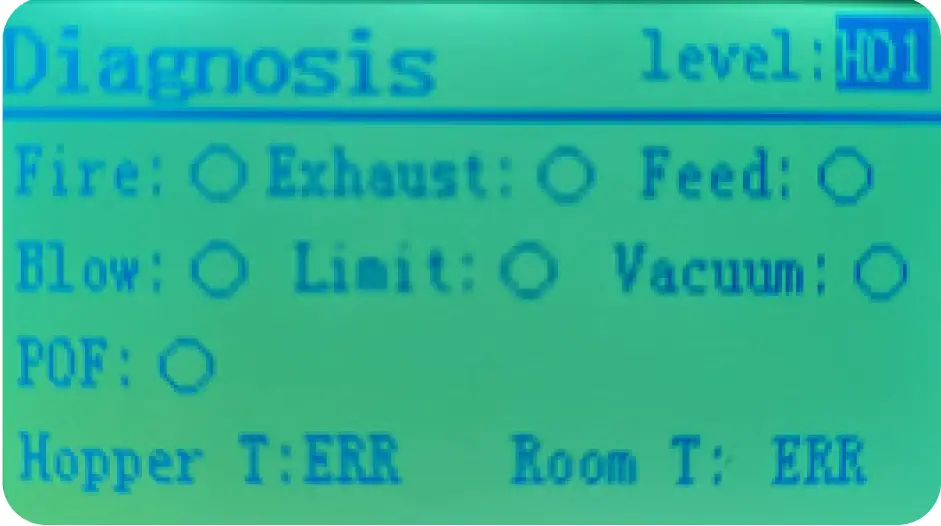 Diagnosis level:HD1
Fire: ○ Exhaust: ○ Feed: ○
Blow: ○ Limit: ○ Vacuum: ○
POF: ○
Hopper T:ERR Room T: ERR